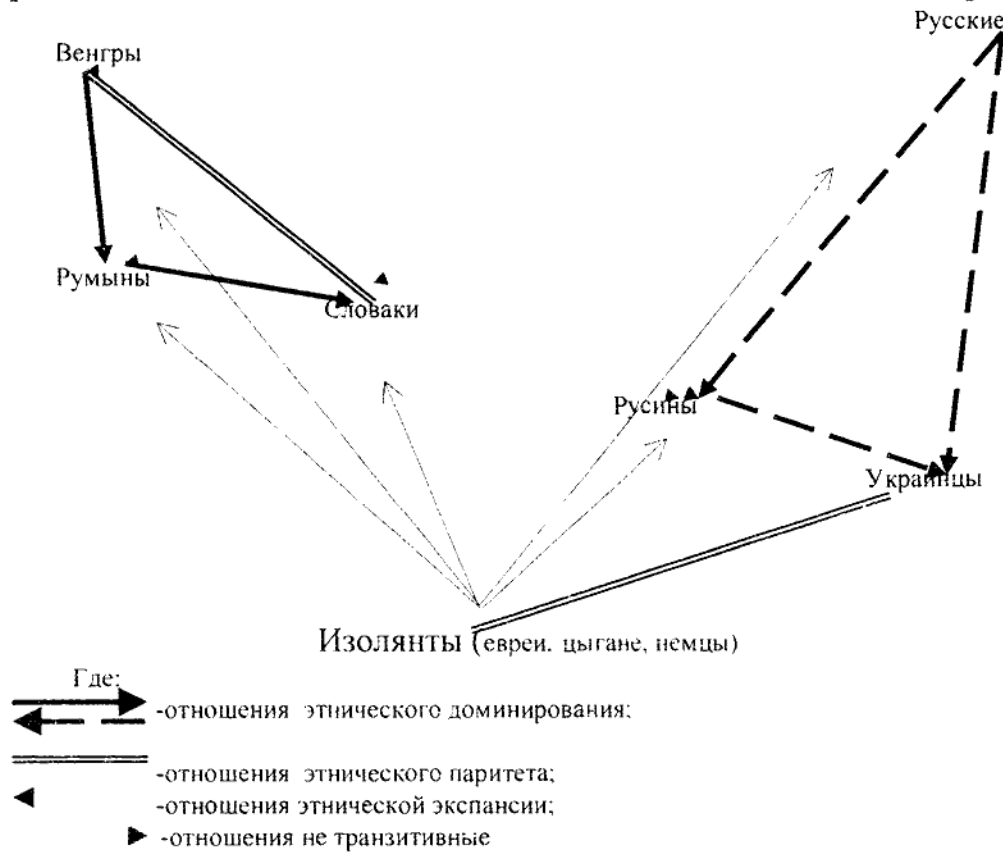 Русские
Венгры
Румыны
Словаки
Русины
Украинцы
Изолянты (евреи. цыгане, немцы)
Где:
-отношения этнического доминирования;
-отношения этнического паритета;
-отношения этнической экспансии;
-отношения не транзитивные